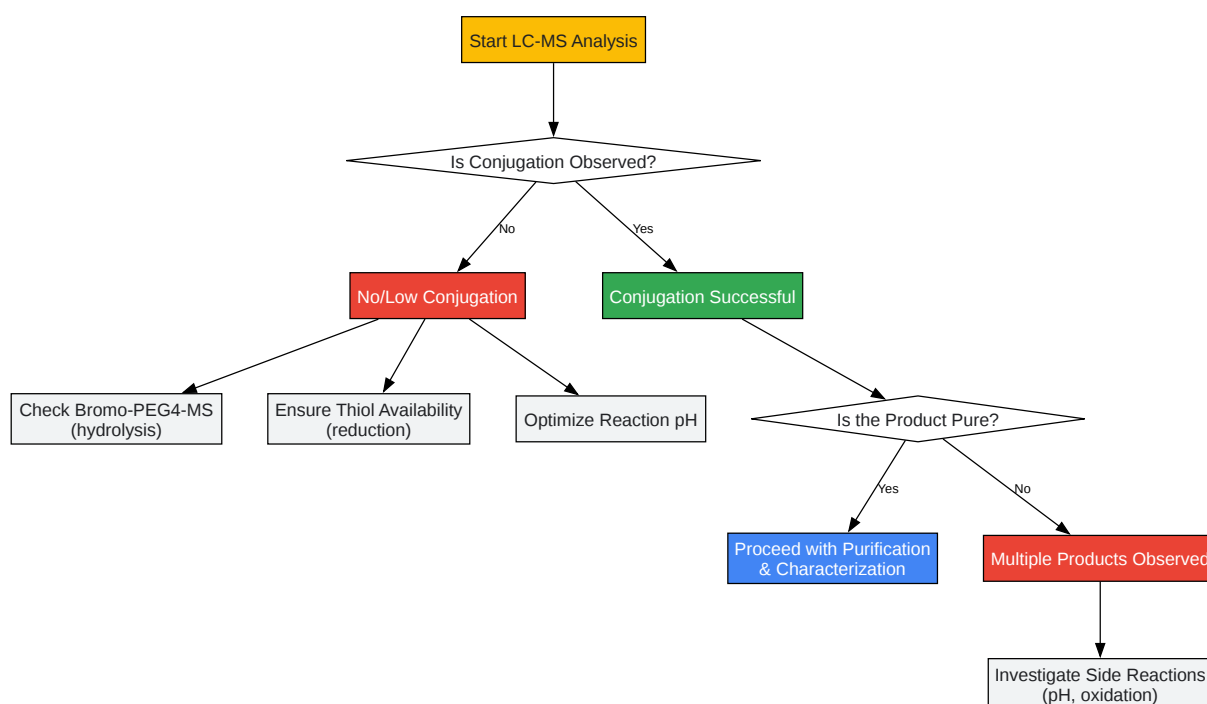 Start LC-MS Analysis
Is Conjugation Observed?
No
Yes
No/Low Conjugation
Conjugation Successful
Check Bromo-PEG4-MS
(hydrolysis)
Ensure Thiol Availability
(reduction)
Optimize Reaction pH
Is the Product Pure?
Yes
No
Proceed with Purification
& Characterization
Multiple Products Observed
Investigate Side Reactions
(pH, oxidation)